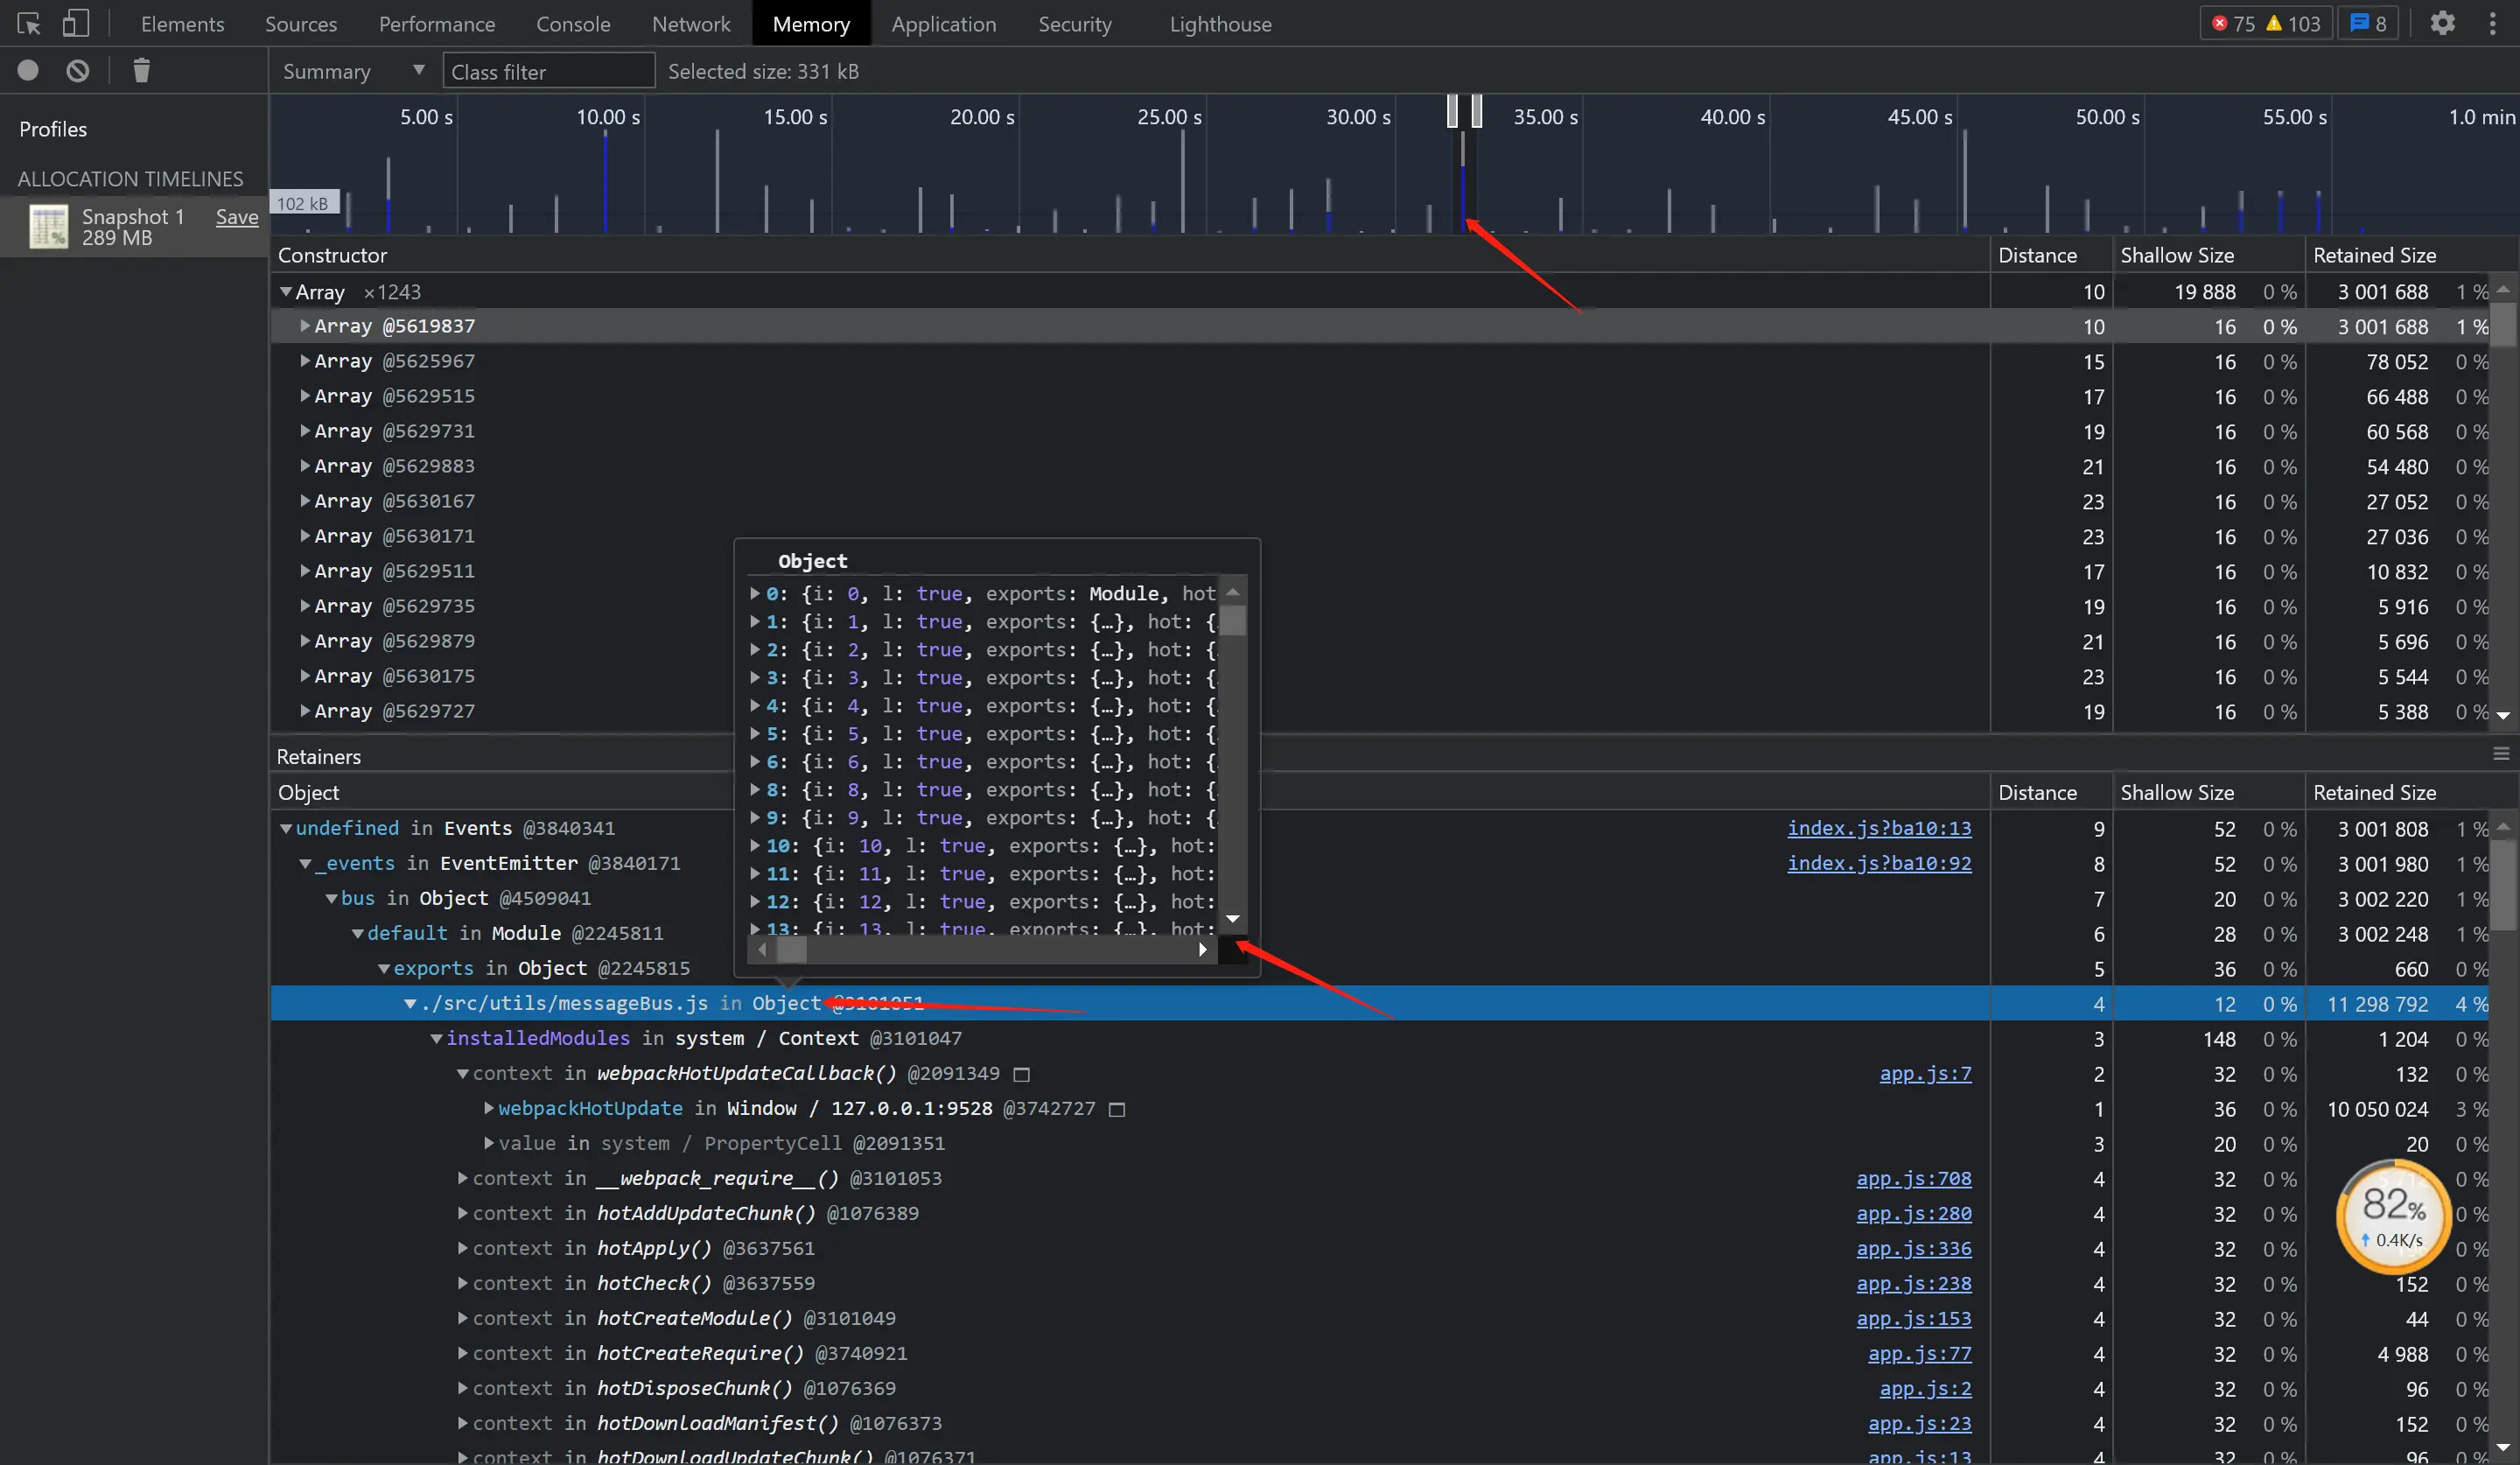 Elements Sources Performance Console Network Memory Application Security Lighthouse 75 103 8
Summary Class filter Selected size: 331 kB
5.00 s 10.00 s 15.00 s 20.00 s 25.00 s 30.00 s 35.00 s 40.00 s 45.00 s 50.00 s 55.00 s 1.0 min
Profiles
ALLOCATION TIMELINES
Snapshot 1 Save
289 MB
102 kB
Constructor Distance Shallow Size Retained Size
Array ×1243 10 19 888 0 % 3 001 688 1 %
Array @5619837 10 16 0 % 3 001 688 1 %
Array @5625967 15 16 0 % 78 052 0 %
Array @5629515 17 16 0 % 66 488 0 %
Array @5629731 19 16 0 % 60 568 0 %
Array @5629883 21 16 0 % 54 480 0 %
Array @5630167 23 16 0 % 27 052 0 %
Array @5630171 23 16 0 % 27 036 0 %
Array @5629511 17 16 0 % 10 832 0 %
Array @5629735 19 16 0 % 5 916 0 %
Array @5629879 21 16 0 % 5 696 0 %
Array @5630175 23 16 0 % 5 544 0 %
Array @5629727 19 16 0 % 5 388 0 %
Object
0: {i: 0, l: true, exports: Module, hot
1: {i: 1, l: true, exports: {…}, hot: {
2: {i: 2, l: true, exports: {…}, hot: {
3: {i: 3, l: true, exports: {…}, hot: {
4: {i: 4, l: true, exports: {…}, hot: {
5: {i: 5, l: true, exports: {…}, hot: {
6: {i: 6, l: true, exports: {…}, hot: {
8: {i: 8, l: true, exports: {…}, hot: {
9: {i: 9, l: true, exports: {…}, hot: {
10: {i: 10, l: true, exports: {…}, hot:
11: {i: 11, l: true, exports: {…}, hot:
12: {i: 12, l: true, exports: {…}, hot:
13: {i: 13, l: true, exports: {…}, hot:
Retainers
Object Distance Shallow Size Retained Size
undefined in Events @3840341 index.js?ba10:13 9 52 0 % 3 001 808 1 %
_events in EventEmitter @3840171 index.js?ba10:92 8 52 0 % 3 001 980 1 %
bus in Object @4509041 7 20 0 % 3 002 220 1 %
default in Module @2245811 6 28 0 % 3 002 248 1 %
exports in Object @2245815 5 36 0 % 660 0 %
./src/utils/messageBus.js in Object @3101051 4 12 0 % 11 298 792 4 %
installedModules in system / Context @3101047 3 148 0 % 1 204 0 %
context in webpackHotUpdateCallback() @2091349 app.js:7 2 32 0 % 132 0 %
webpackHotUpdate in Window / 127.0.0.1:9528 @3742727 1 36 0 % 10 050 024 3 %
value in system / PropertyCell @2091351 3 20 0 % 20 0 %
context in __webpack_require__() @3101053 app.js:708 4 32 0 % 0 %
context in hotAddUpdateChunk() @1076389 app.js:280 4 32 0 % 0 %
context in hotApply() @3637561 app.js:336 4 32 0 % 0 %
context in hotCheck() @3637559 app.js:238 4 32 0 % 152 0 %
context in hotCreateModule() @3101049 app.js:153 4 32 0 % 44 0 %
context in hotCreateRequire() @3740921 app.js:77 4 32 0 % 4 988 0 %
context in hotDisposeChunk() @1076369 app.js:2 4 32 0 % 96 0 %
context in hotDownloadManifest() @1076373 app.js:23 4 32 0 % 152 0 %
context in hotDownloadUpdateChunk() @1076371 app.js:13 4 32 0 % 96 0 %
82%
0.4K/s